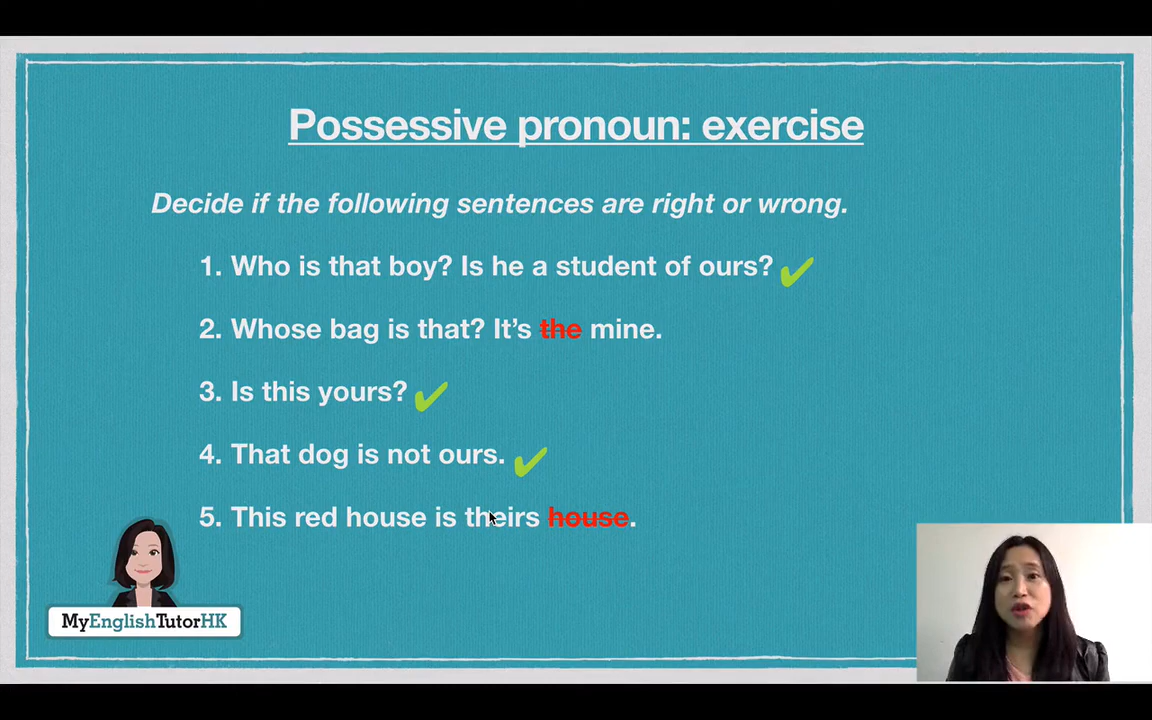 Possessive pronoun: exercise
Decide if the following sentences are right or wrong.
1. Who is that boy? Is he a student of ours?
2. Whose bag is that? It’s the mine.
3. Is this yours?
4. That dog is not ours.
5. This red house is theirs house.
MyEnglishTutorHK